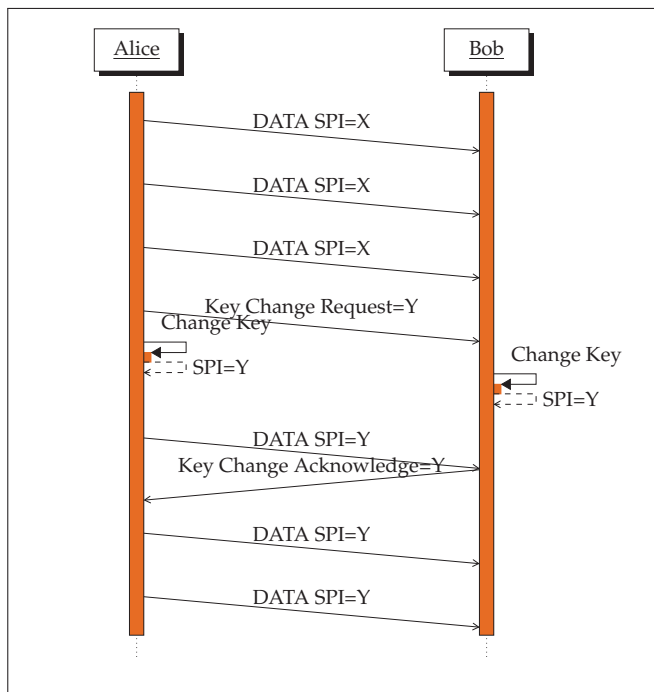 Alice
Bob
DATA SPI=X
DATA SPI=X
DATA SPI=X
Key Change Request=Y
Change Key
SPI=Y
Change Key
SPI=Y
DATA SPI=Y
Key Change Acknowledge=Y
DATA SPI=Y
DATA SPI=Y